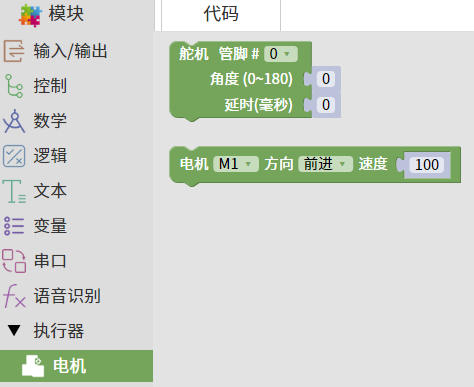 模块
代码
输入/输出
控制
数学
逻辑
文本
变量
串口
语音识别
执行器
电机
舵机 管脚 # 0
角度 (0~180) 0
延时(毫秒) 0
电机 M1 方向 前进 速度 100